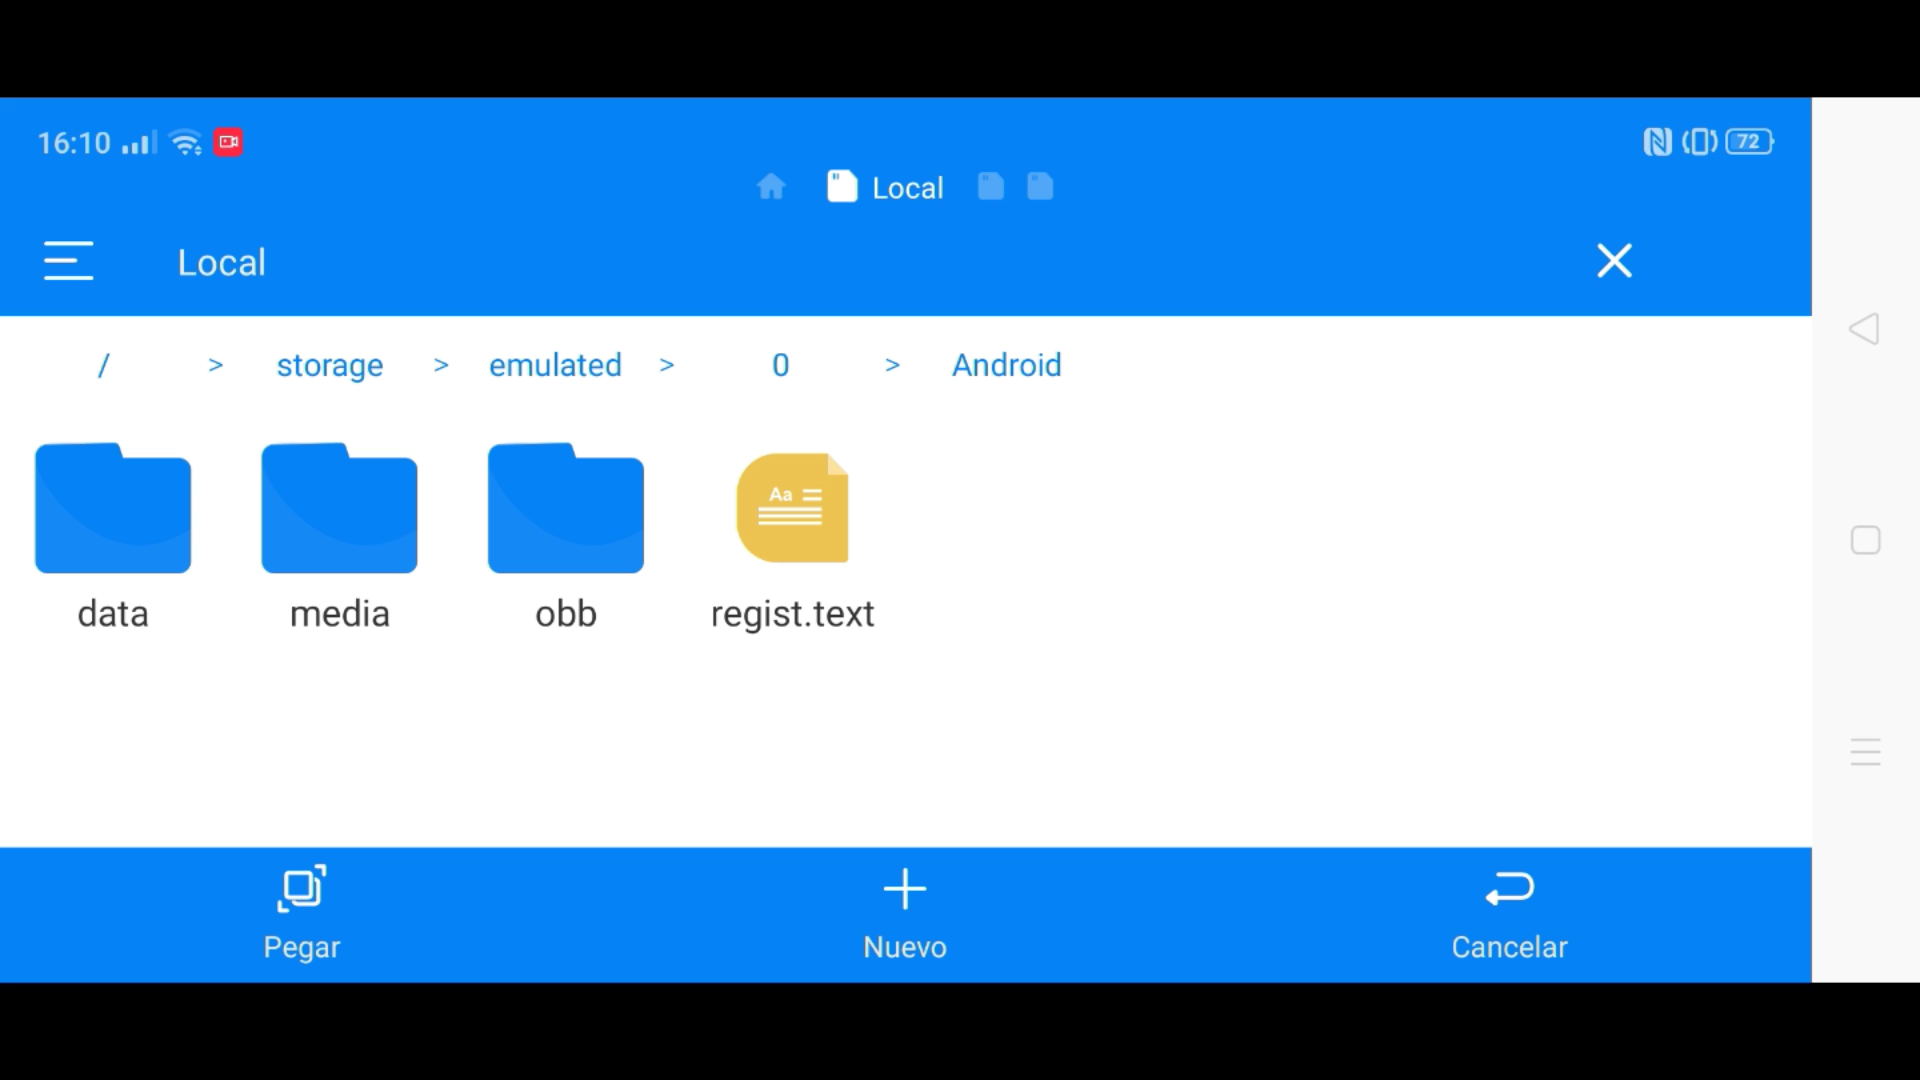 16:10
72
Local
Local
/ > storage > emulated > 0 > Android
Aa
data media obb regist.text
Pegar Nuevo Cancelar